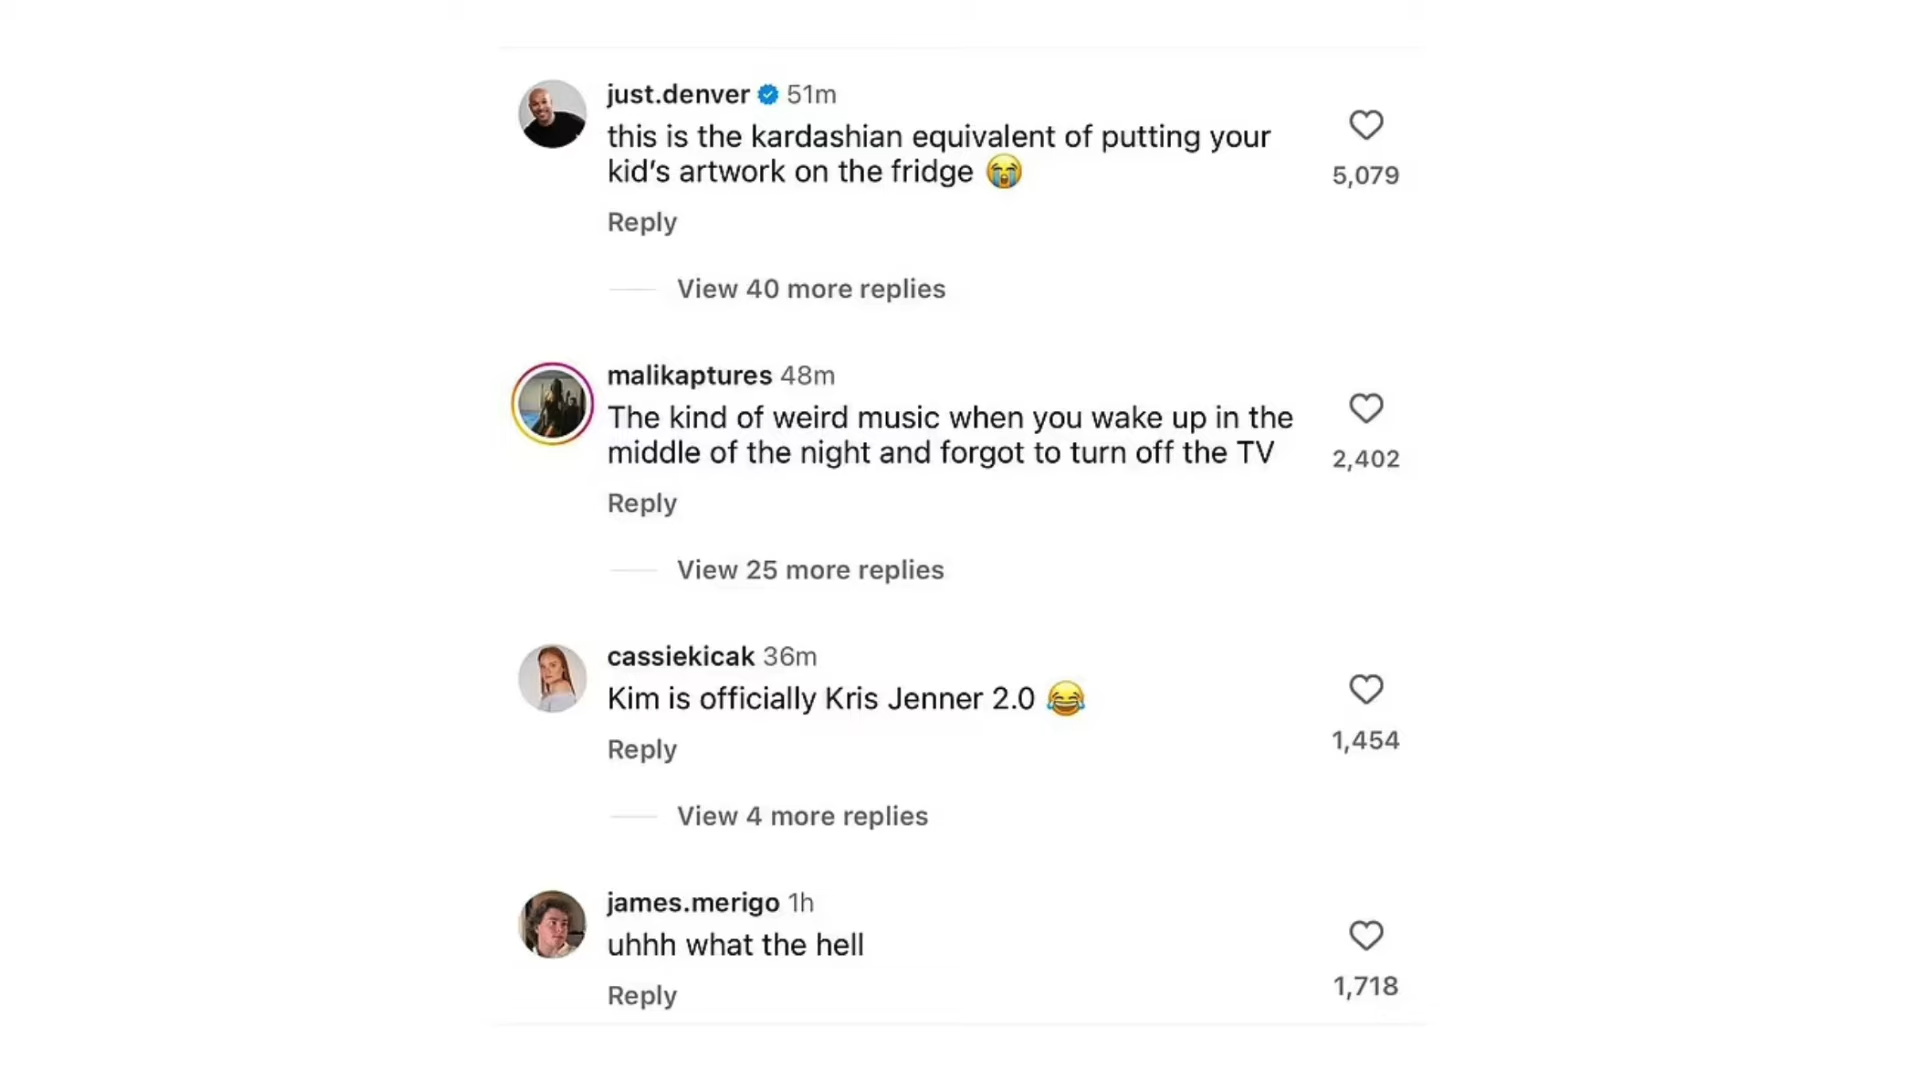 just.denver 51m
this is the kardashian equivalent of putting your
kid's artwork on the fridge 😭
5,079
Reply
View 40 more replies
malikaptures 48m
The kind of weird music when you wake up in the
middle of the night and forgot to turn off the TV
2,402
Reply
View 25 more replies
cassiekicak 36m
Kim is officially Kris Jenner 2.0 😂
1,454
Reply
View 4 more replies
james.merigo 1h
uhhh what the hell
1,718
Reply